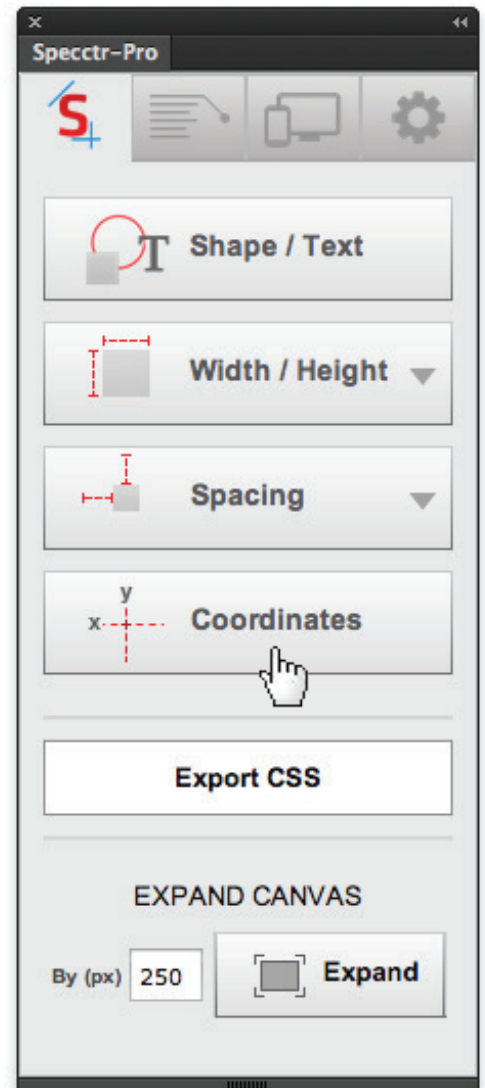 Specctr-Pro
S
T Shape / Text
Width / Height
Spacing
y
x
Coordinates
Export CSS
EXPAND CANVAS
By (px) 250 Expand